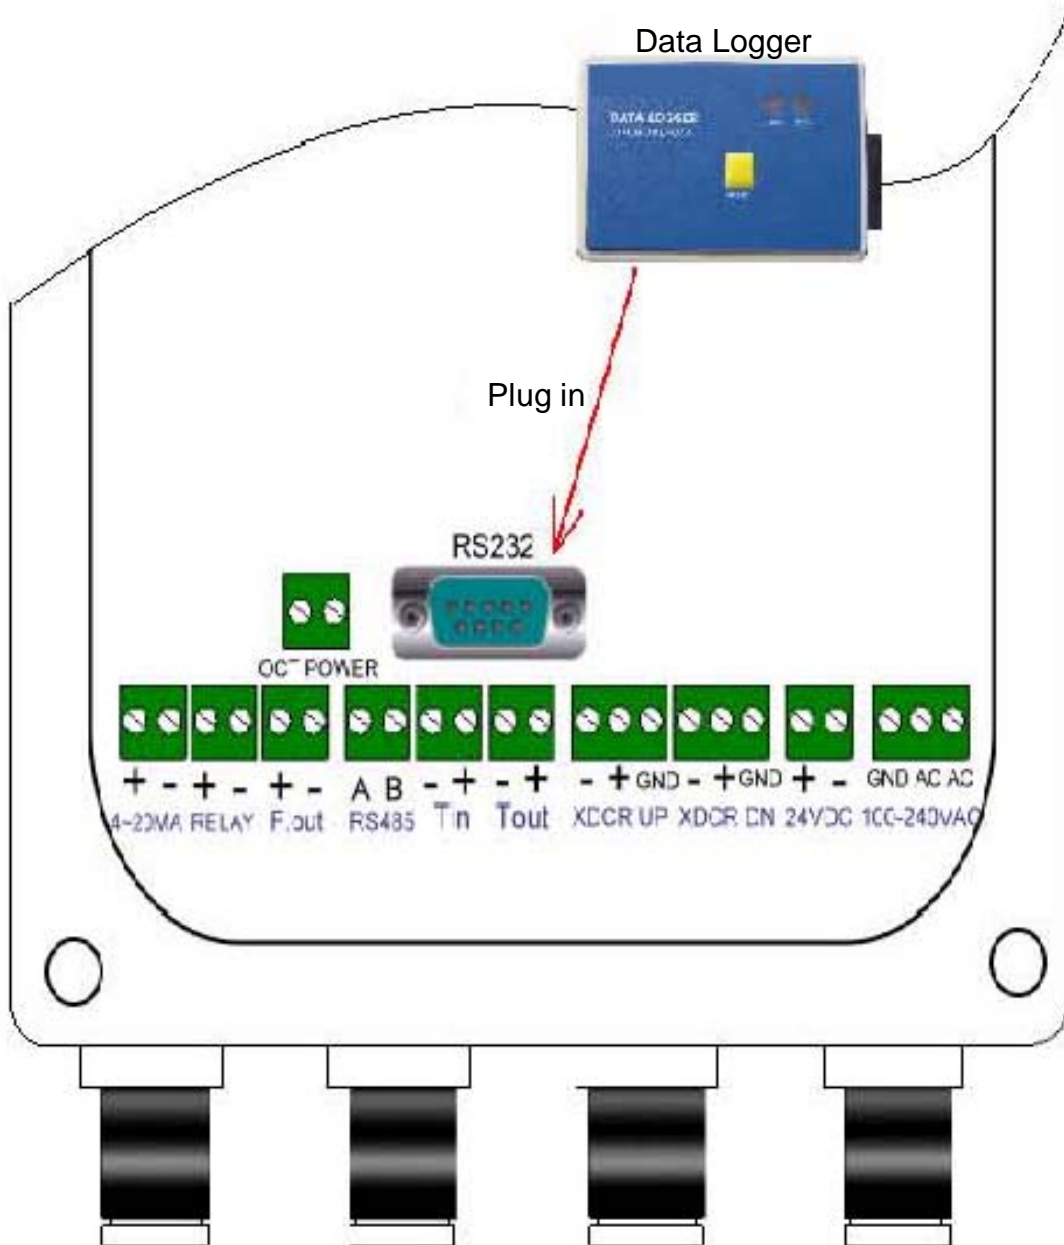 Data Logger
DATA LOGGER
Plug in
RS232
OCT POWER
+ - + - + - A B - + - + - + GND - + GND + - GND AC AC
4~20MA RELAY F.out RS485 Tin Tout XDCR UP XDCR DN 24VDC 100~240VAC